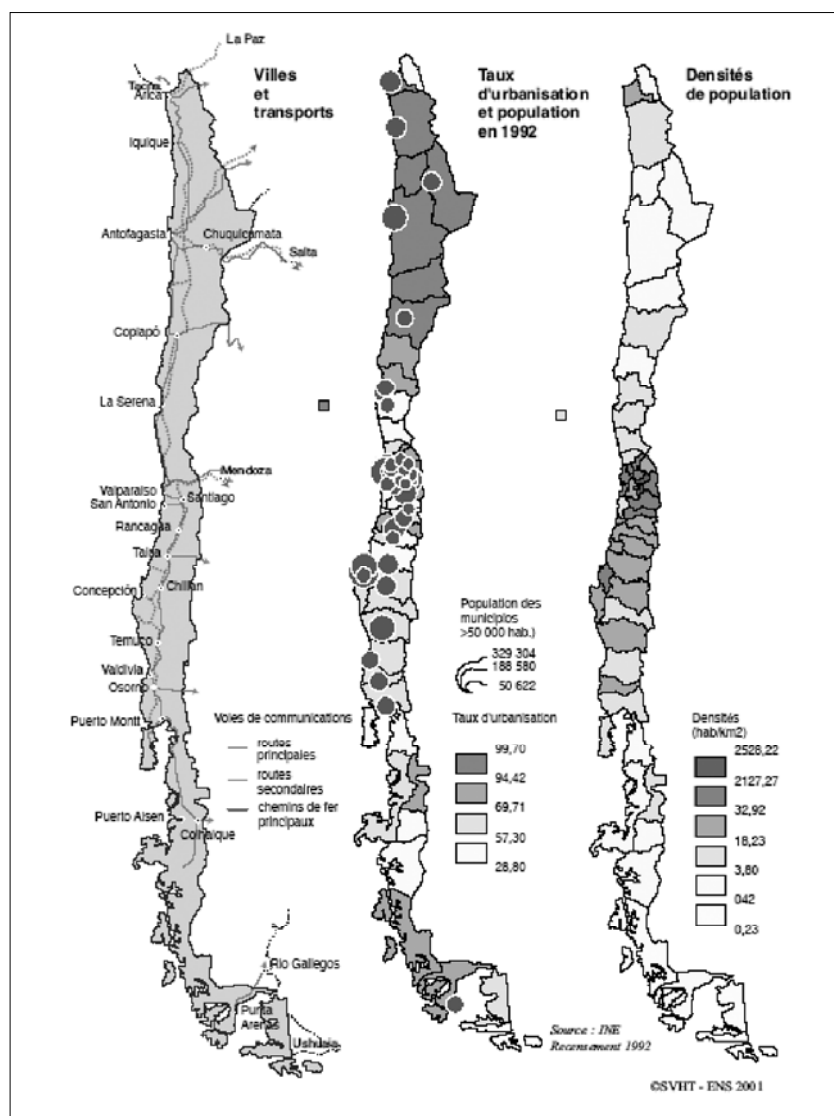 La Paz
Villes
et
transports
Tacna
Arica
Iquique
Antofagasta
Chuquicamata
Salta
Copiapò
La Serena
Mendoza
Valparaiso
Santiago
San Antonio
Rancagua
Talca
Concepción
Chillan
Temuco
Valdivia
Osorno
Puerto Montt
Voies de communications
routes
principales
routes
secondaires
chemins de fer
principaux
Puerto Aisen
Coihaique
Rio Gallegos
Punta
Arenas
Ushuaia
Taux
d'urbanisation
et population
en 1992
Population des
municipios
>50 000 hab.)
329 304
188 580
50 622
Taux d'urbanisation
99,70
94,42
69,71
57,30
28,80
Densités
de population
Densités
(hab/km2)
2528,22
2127,27
32,92
18,23
3,80
042
0,23
Source : INE
Recensement 1992
©SVHT - ENS 2001